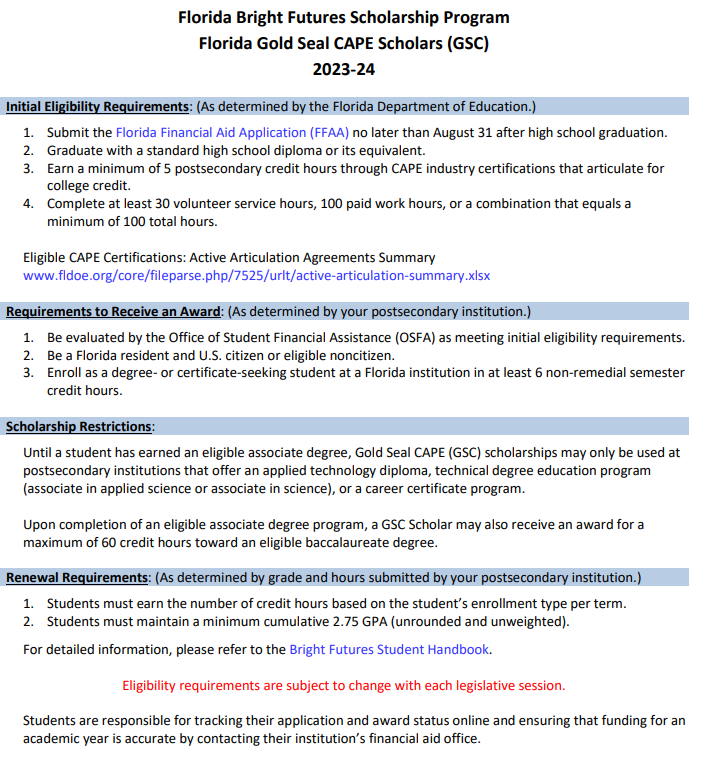 Florida Bright Futures Scholarship Program
Florida Gold Seal CAPE Scholars (GSC)
2023-24
Initial Eligibility Requirements: (As determined by the Florida Department of Education.)
1. Submit the Florida Financial Aid Application (FFAA) no later than August 31 after high school graduation.
2. Graduate with a standard high school diploma or its equivalent.
3. Earn a minimum of 5 postsecondary credit hours through CAPE industry certifications that articulate for
college credit.
4. Complete at least 30 volunteer service hours, 100 paid work hours, or a combination that equals a
minimum of 100 total hours.
Eligible CAPE Certifications: Active Articulation Agreements Summary
www.fldoe.org/core/fileparse.php/7525/urlt/active-articulation-summary.xlsx
Requirements to Receive an Award: (As determined by your postsecondary institution.)
1. Be evaluated by the Office of Student Financial Assistance (OSFA) as meeting initial eligibility requirements.
2. Be a Florida resident and U.S. citizen or eligible noncitizen.
3. Enroll as a degree- or certificate-seeking student at a Florida institution in at least 6 non-remedial semester
credit hours.
Scholarship Restrictions:
Until a student has earned an eligible associate degree, Gold Seal CAPE (GSC) scholarships may only be used at
postsecondary institutions that offer an applied technology diploma, technical degree education program
(associate in applied science or associate in science), or a career certificate program.
Upon completion of an eligible associate degree program, a GSC Scholar may also receive an award for a
maximum of 60 credit hours toward an eligible baccalaureate degree.
Renewal Requirements: (As determined by grade and hours submitted by your postsecondary institution.)
1. Students must earn the number of credit hours based on the student's enrollment type per term.
2. Students must maintain a minimum cumulative 2.75 GPA (unrounded and unweighted).
For detailed information, please refer to the Bright Futures Student Handbook.
Eligibility requirements are subject to change with each legislative session.
Students are responsible for tracking their application and award status online and ensuring that funding for an
academic year is accurate by contacting their institution's financial aid office.